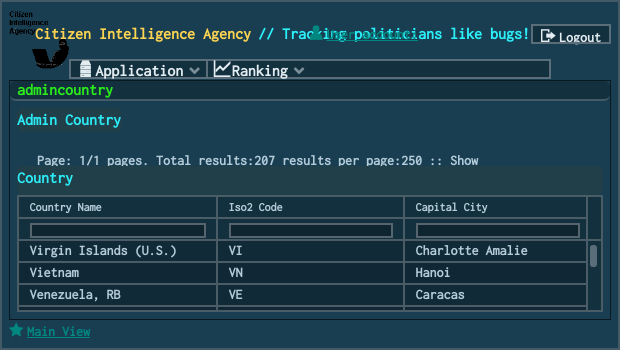 Citizen
Intelligence
Agency
Citizen Intelligence Agency // Tracking politicians like bugs!
Logout
Application
Ranking
admincountry
Admin Country
Page: 1/1 pages. Total results:207 results per page:250 :: Show
Country
Country Name Iso2 Code Capital City
Virgin Islands (U.S.) VI Charlotte Amalie
Vietnam VN Hanoi
Venezuela, RB VE Caracas
Main View